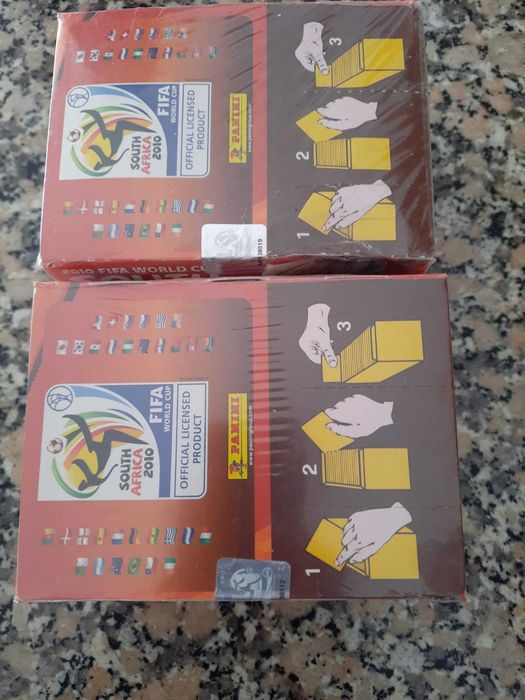 FIFA
WORLD CUP
SOUTH
AFRICA
2010
OFFICIAL LICENSED
PRODUCT
PANINI
1
2
3
2010 FIFA WORLD CUP
SOUTH
AFRICA
2010
FIFA
WORLD CUP
OFFICIAL LICENSED
PRODUCT
PANINI
1
2
3